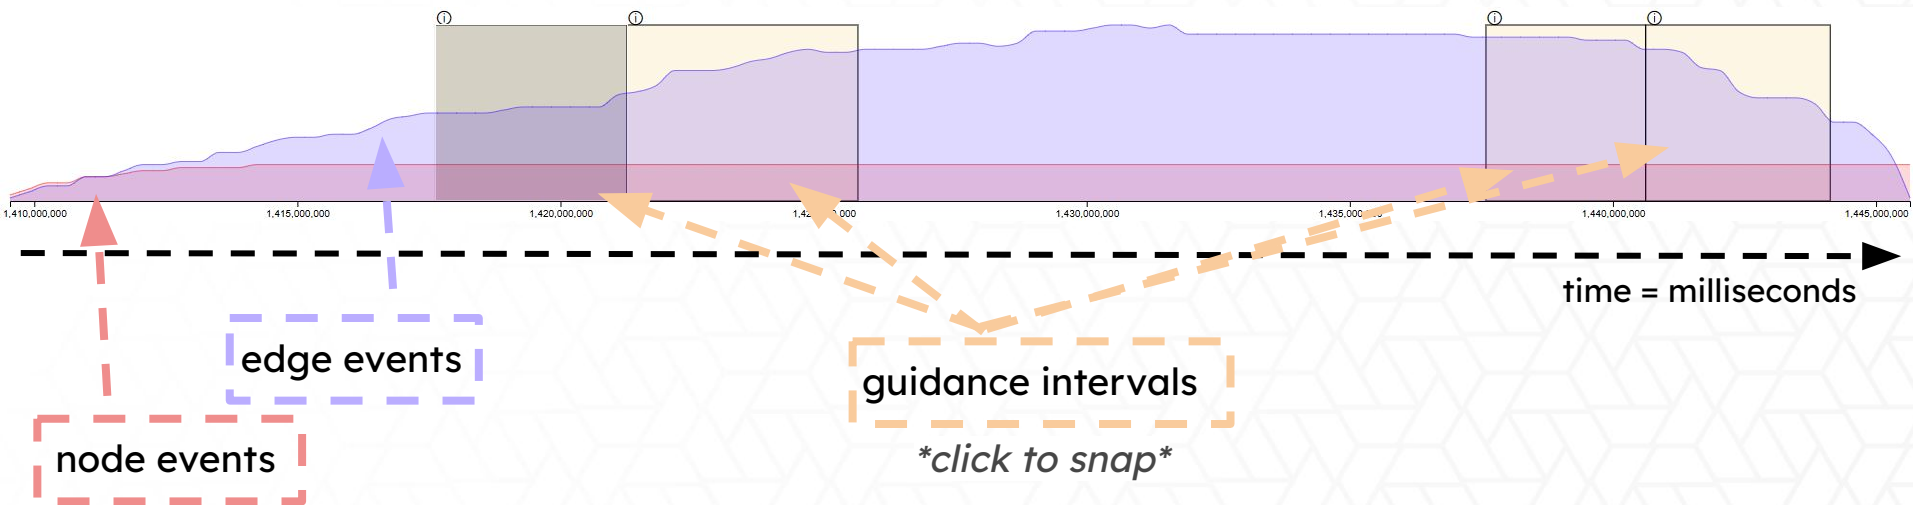 ⓘ ⓘ ⓘ ⓘ
1,410,000,000 1,415,000,000 1,420,000,000 1,430,000,000 1,440,000,000 1,445,000,000
time = milliseconds
edge events
guidance intervals
node events
*click to snap*